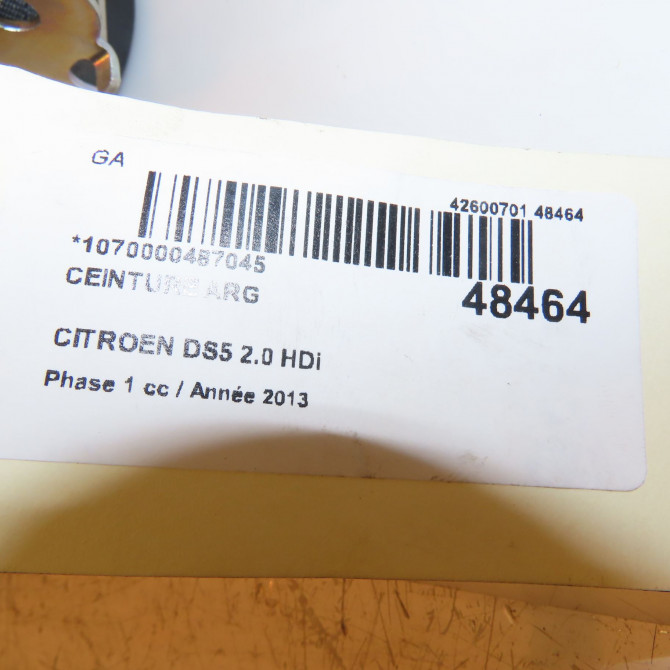 GA
42600701 48464
*1070000487045
CEINTURE ARG
48464
CITROEN DS5 2.0 HDi
Phase 1 cc / Année 2013